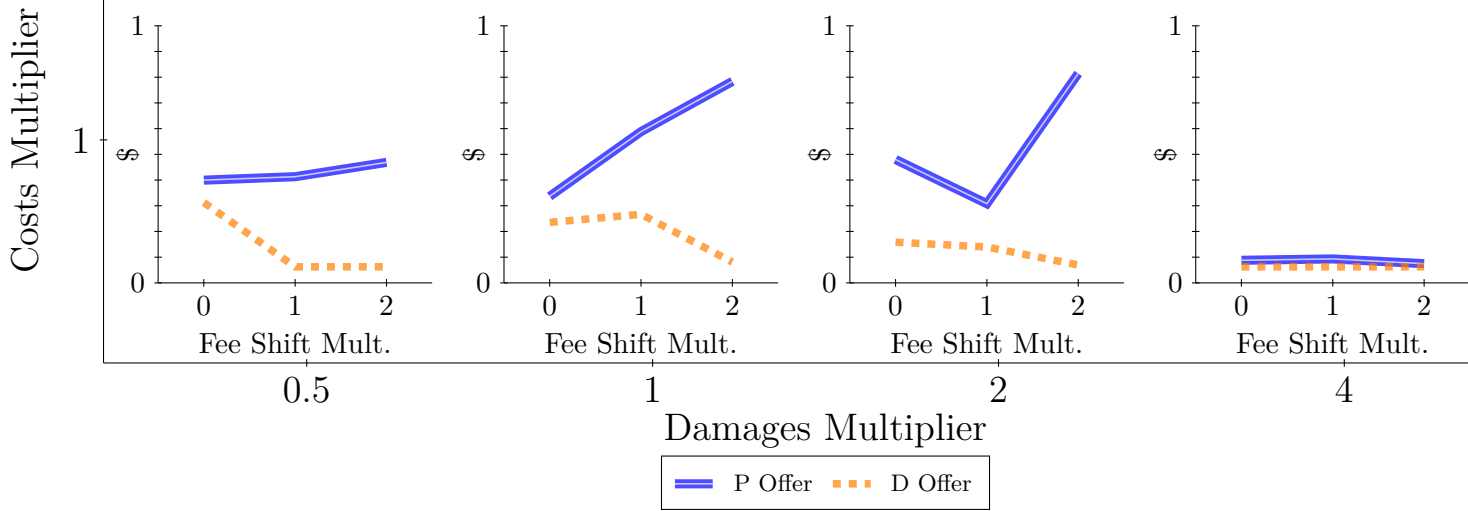 Costs Multiplier
1
1
$
0
0 1 2
Fee Shift Mult.
1
$
0
0 1 2
Fee Shift Mult.
1
$
0
0 1 2
Fee Shift Mult.
1
$
0
0 1 2
Fee Shift Mult.
0.5 1 2 4
Damages Multiplier
P Offer D Offer